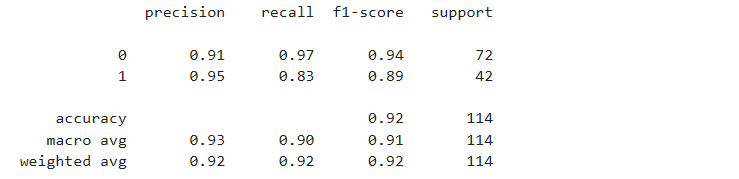 precision recall f1-score support
0 0.91 0.97 0.94 72
1 0.95 0.83 0.89 42
accuracy 0.92 114
macro avg 0.93 0.90 0.91 114
weighted avg 0.92 0.92 0.92 114